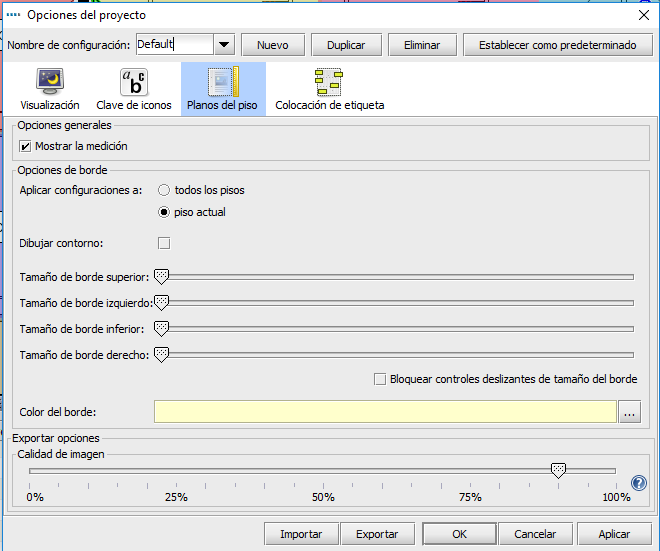 Opciones del proyecto
Nombre de configuración: Default Nuevo Duplicar Eliminar Establecer como predeterminado
abc
Visualización Clave de iconos Planos del piso Colocación de etiqueta
Opciones generales
Mostrar la medición
Opciones de borde
Aplicar configuraciones a: todos los pisos
piso actual
Dibujar contorno:
Tamaño de borde superior:
Tamaño de borde izquierdo:
Tamaño de borde inferior:
Tamaño de borde derecho:
Bloquear controles deslizantes de tamaño del borde
Color del borde: ...
Exportar opciones
Calidad de imagen
?
0% 25% 50% 75% 100%
Importar Exportar OK Cancelar Aplicar